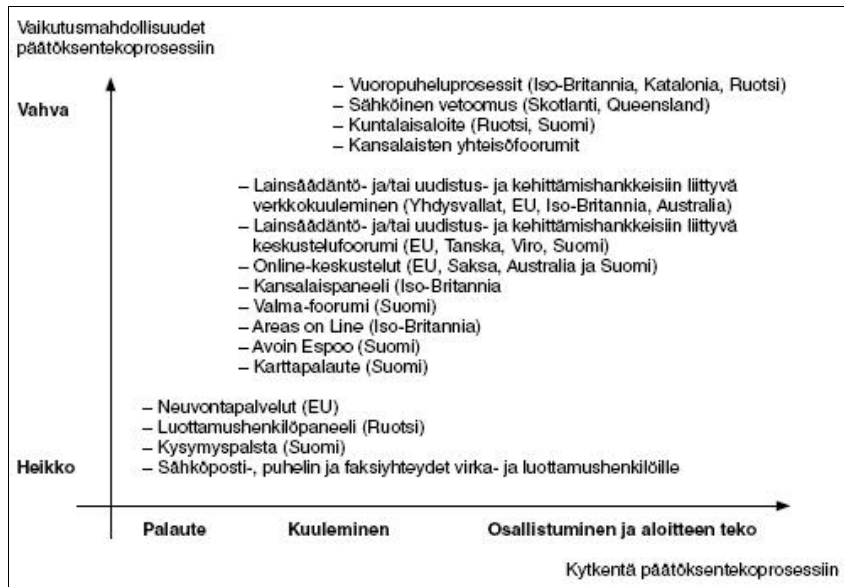 Vaikutusmahdollisuudet
päätöksentekoprosessiin
Vahva
– Vuoropuheluprosessit (Iso-Britannia, Katalonia, Ruotsi)
– Sähköinen vetoomus (Skotlanti, Queensland)
– Kuntalaisaloite (Ruotsi, Suomi)
– Kansalaisten yhteisöfoorumit
– Lainsäädäntö- ja/tai uudistus- ja kehittämishankkeisiin liittyvä
verkkokuuleminen (Yhdysvallat, EU, Iso-Britannia, Australia)
– Lainsäädäntö- ja/tai uudistus- ja kehittämishankkeisiin liittyvä
keskustelufoorumi (EU, Tanska, Viro, Suomi)
– Online-keskustelut (EU, Saksa, Australia ja Suomi)
– Kansalaispaneeli (Iso-Britannia
– Valma-foorumi (Suomi)
– Areas on Line (Iso-Britannia)
– Avoin Espoo (Suomi)
– Karttapalaute (Suomi)
– Neuvontapalvelut (EU)
– Luottamushenkilöpaneeli (Ruotsi)
– Kysymyspalsta (Suomi)
Heikko
– Sähköposti-, puhelin ja faksiyhteydet virka- ja luottamushenkilöille
Palaute Kuuleminen Osallistuminen ja aloitteen teko
Kytkentä päätöksentekoprosessiin